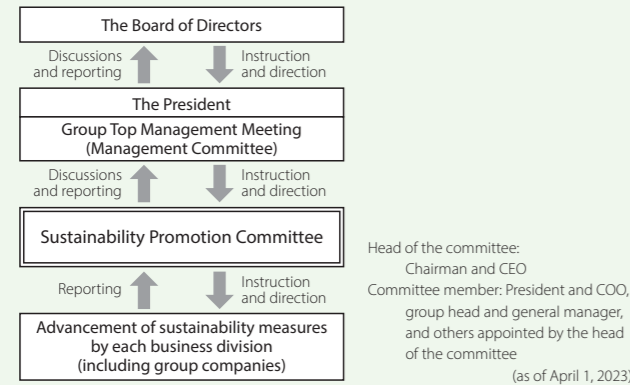 The Board of Directors
Discussions
and reporting
Instruction
and direction
The President
Group Top Management Meeting
(Management Committee)
Discussions
and reporting
Instruction
and direction
Sustainability Promotion Committee
Head of the committee:
Chairman and CEO
Committee member: President and COO,
group head and general manager,
and others appointed by the head
of the committee
(as of April 1, 2023)
Reporting
Instruction
and direction
Advancement of sustainability measures
by each business division
(including group companies)